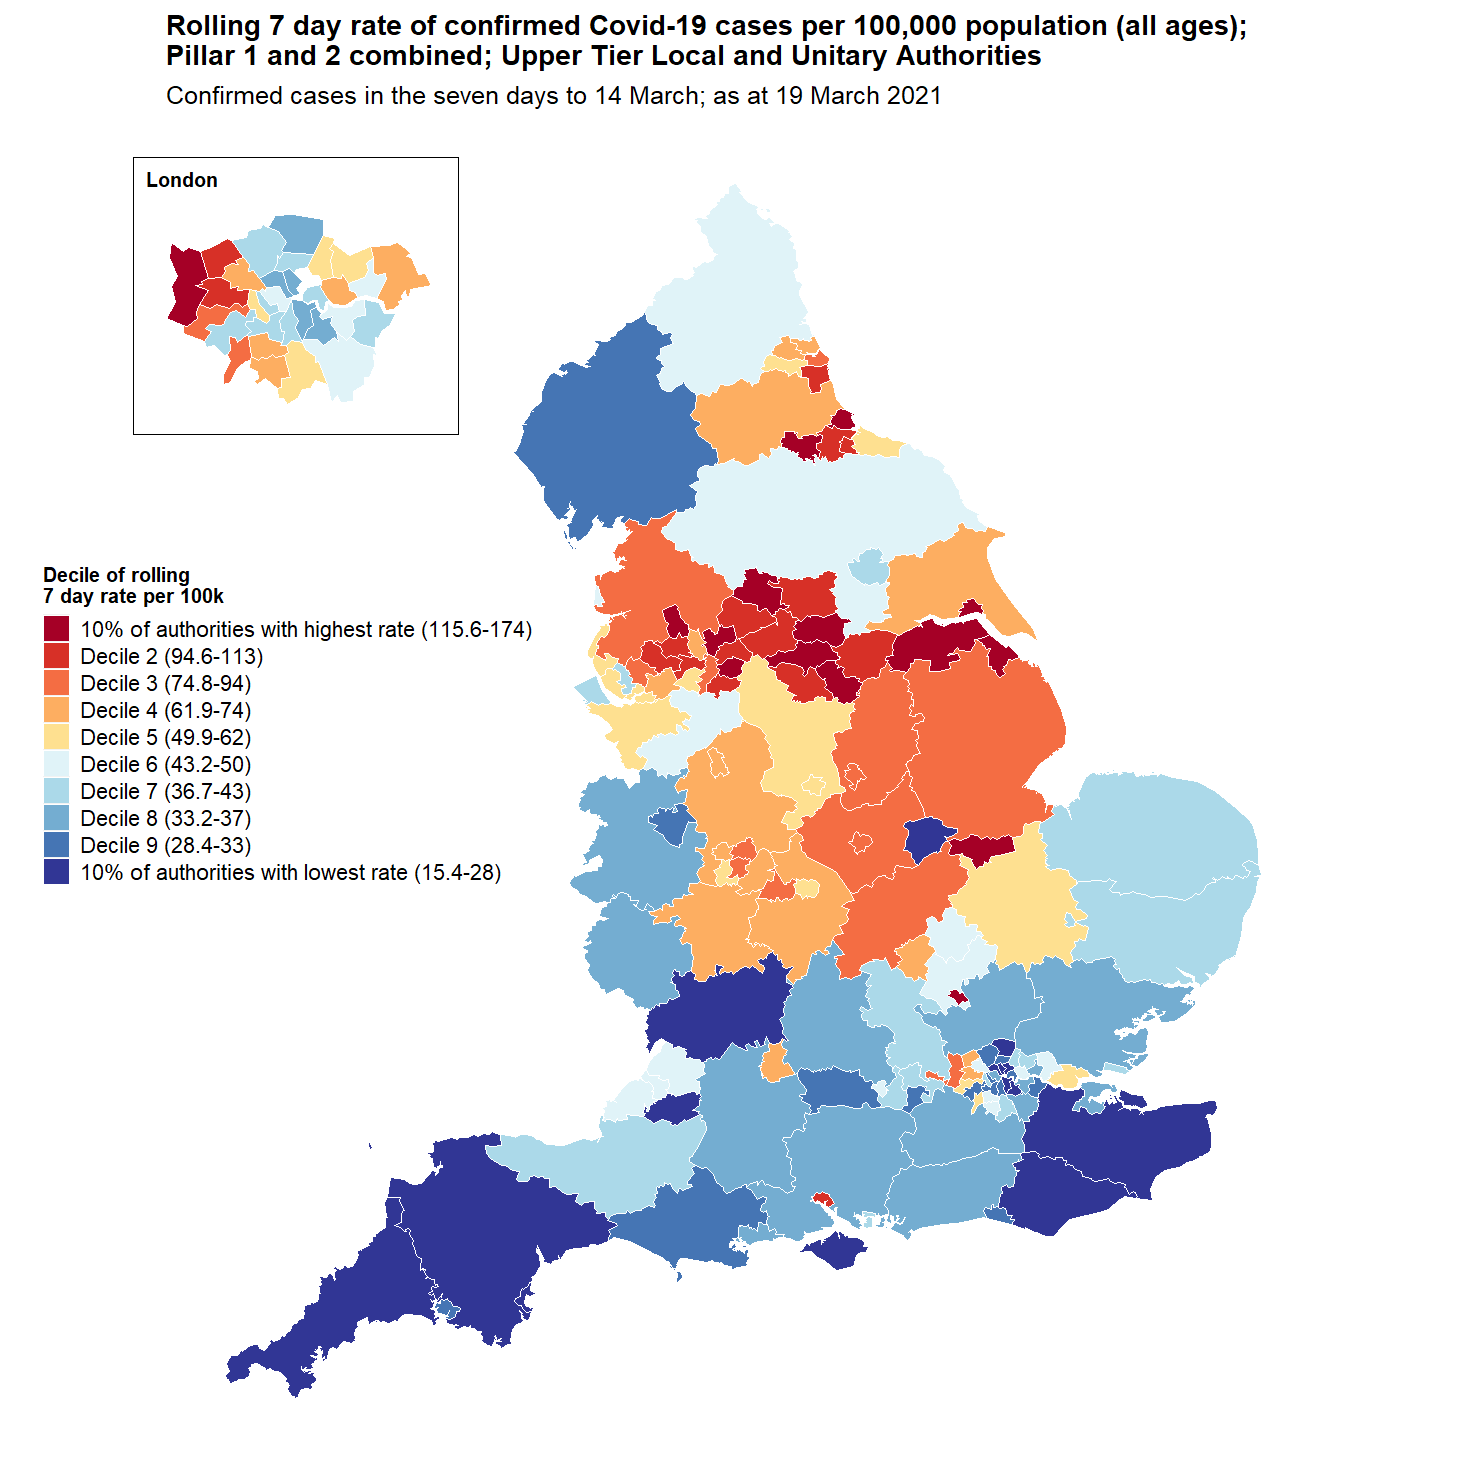 Rolling 7 day rate of confirmed Covid-19 cases per 100,000 population (all ages);
Pillar 1 and 2 combined; Upper Tier Local and Unitary Authorities
Confirmed cases in the seven days to 14 March; as at 19 March 2021
London
Decile of rolling
7 day rate per 100k
10% of authorities with highest rate (115.6-174)
Decile 2 (94.6-113)
Decile 3 (74.8-94)
Decile 4 (61.9-74)
Decile 5 (49.9-62)
Decile 6 (43.2-50)
Decile 7 (36.7-43)
Decile 8 (33.2-37)
Decile 9 (28.4-33)
10% of authorities with lowest rate (15.4-28)